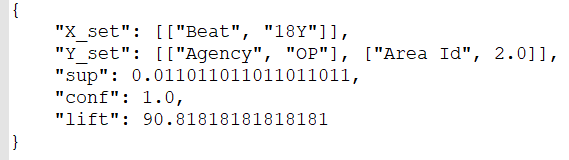 {
"X_set": [["Beat", "18Y"]],
"Y_set": [["Agency", "OP"], ["Area Id", 2.0]],
"sup": 0.011011011011011011,
"conf": 1.0,
"lift": 90.81818181818181
}